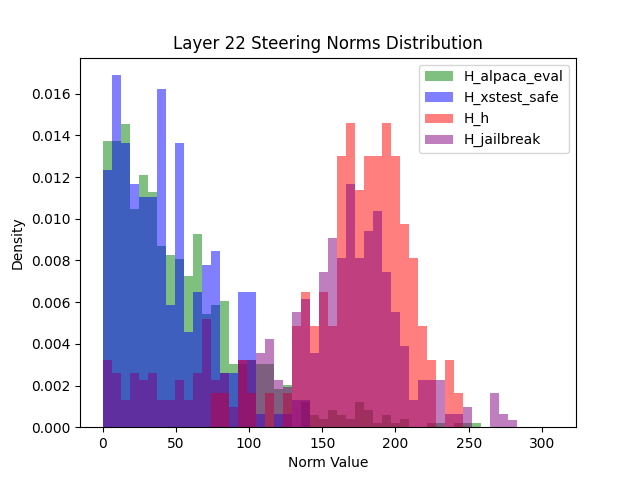 Layer 22 Steering Norms Distribution
H_alpaca_eval
H_xstest_safe
H_h
H_jailbreak
Density
0.016
0.014
0.012
0.010
0.008
0.006
0.004
0.002
0.000
0 50 100 150 200 250 300
Norm Value